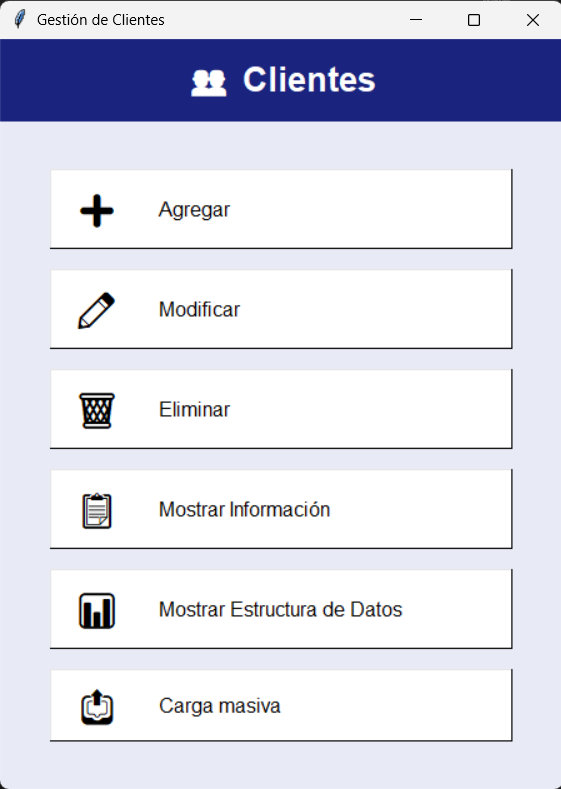 Gestión de Clientes
Clientes
Agregar
Modificar
Eliminar
Mostrar Información
Mostrar Estructura de Datos
Carga masiva